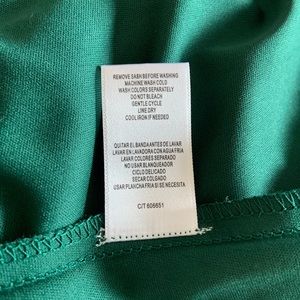 REMOVE SASH BEFORE WASHING
MACHINE WASH COLD
WASH COLORS SEPARATELY
DO NOT BLEACH
GENTLE CYCLE
LINE DRY
COOL IRON IF NEEDED
QUITAR EL BANDAANTES DE LAVAR
LAVAR EN LAVADORA CON AGUA FRIA
LAVAR COLORES SEPARADO
NO USAR BLANQUEADOR
CICLO DELICADO
SECAR COLGADO
USAR PLANCHA FRIA SI SE NECESITA
C/T 606651